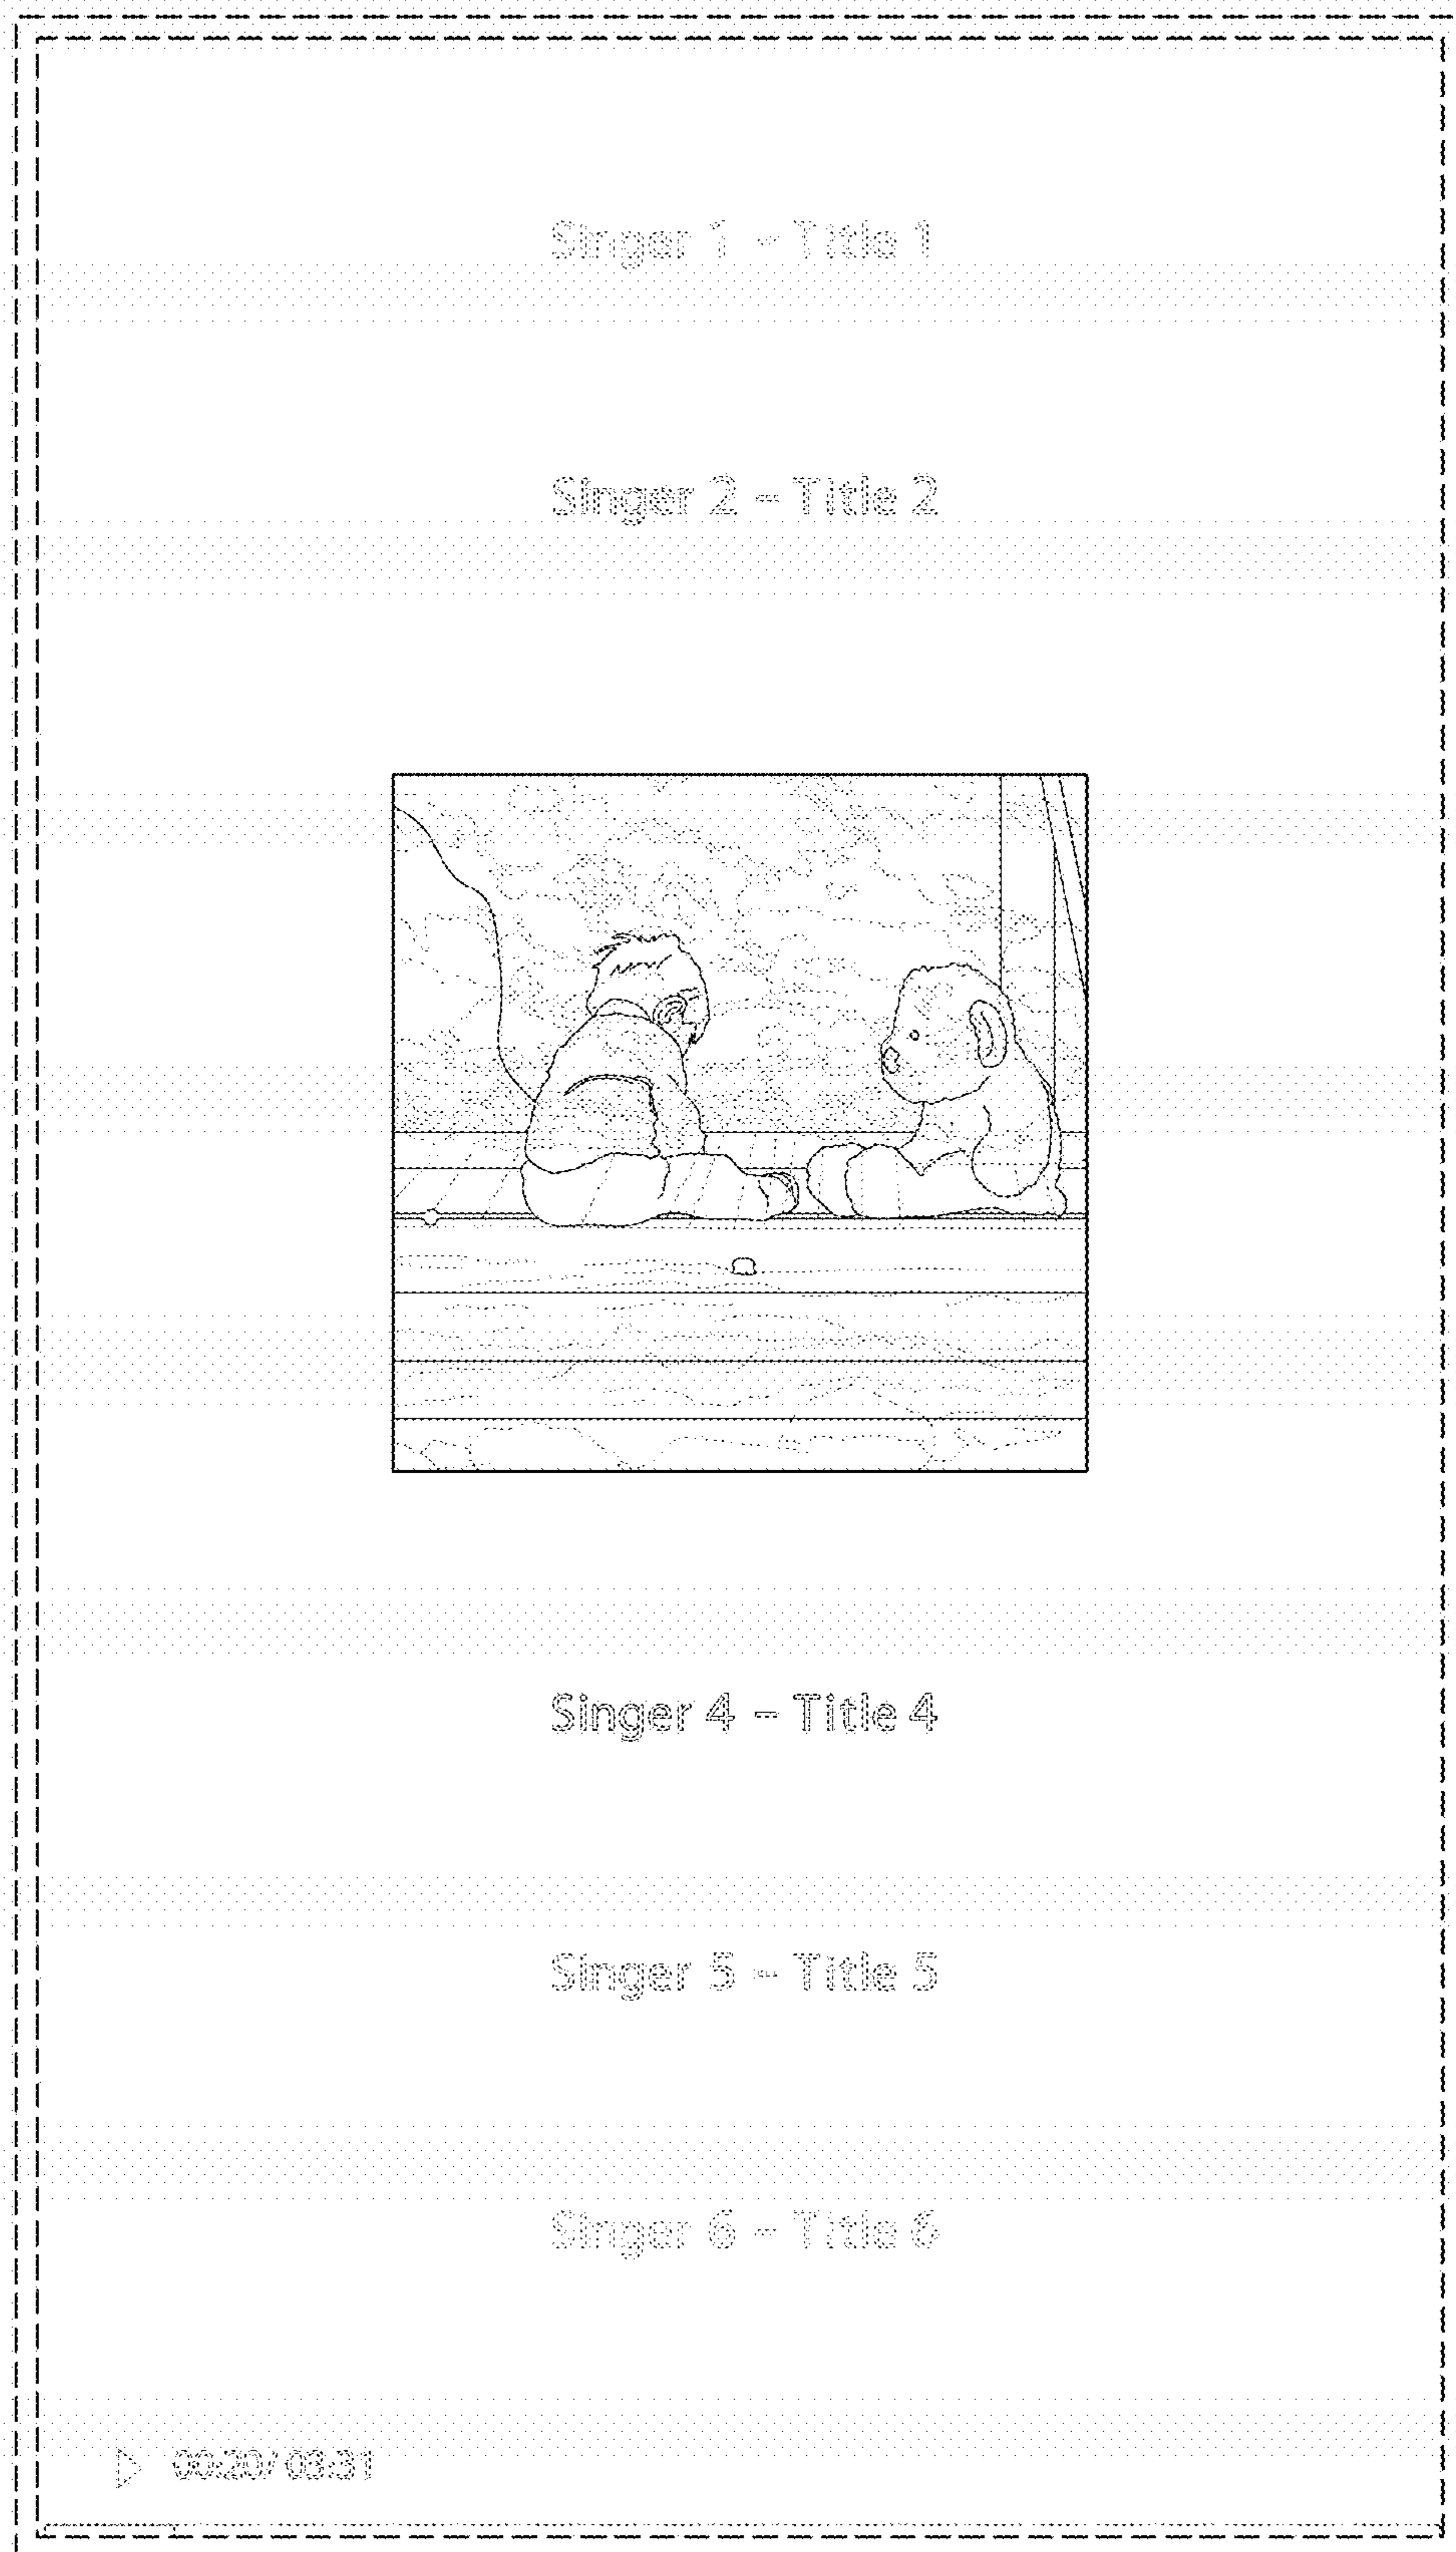 Singer 1 - Title 1
Singer 2 - Title 2
Singer 4 - Title 4
Singer 5 - Title 5
Singer 6 - Title 6
00:20/ 03:31